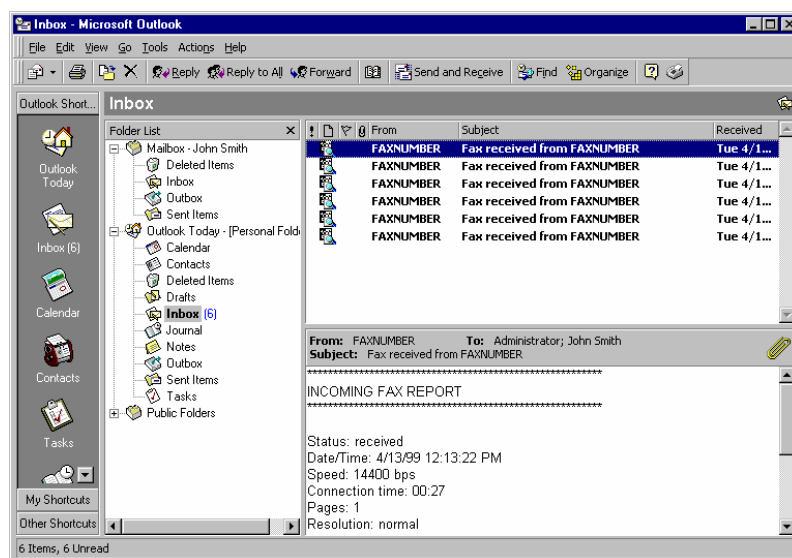 Inbox - Microsoft Outlook
File Edit View Go Tools Actions Help
Reply Reply to All Forward Send and Receive Find Organize
Outlook Short... Inbox
Outlook Today
Inbox (6)
Calendar
Contacts
Tasks
My Shortcuts
Other Shortcuts
Folder List
Mailbox - John Smith
Deleted Items
Inbox
Outbox
Sent Items
Outlook Today - [Personal Fold
Calendar
Contacts
Deleted Items
Drafts
Inbox (6)
Journal
Notes
Outbox
Sent Items
Tasks
Public Folders
! From Subject Received
FAXNUMBER Fax received from FAXNUMBER Tue 4/1...
FAXNUMBER Fax received from FAXNUMBER Tue 4/1...
FAXNUMBER Fax received from FAXNUMBER Tue 4/1...
FAXNUMBER Fax received from FAXNUMBER Tue 4/1...
FAXNUMBER Fax received from FAXNUMBER Tue 4/1...
FAXNUMBER Fax received from FAXNUMBER Tue 4/1...
From: FAXNUMBER To: Administrator; John Smith
Subject: Fax received from FAXNUMBER
******************************************************
INCOMING FAX REPORT
******************************************************
Status: received
Date/Time: 4/13/99 12:13:22 PM
Speed: 14400 bps
Connection time: 00:27
Pages: 1
Resolution: normal
6 Items, 6 Unread